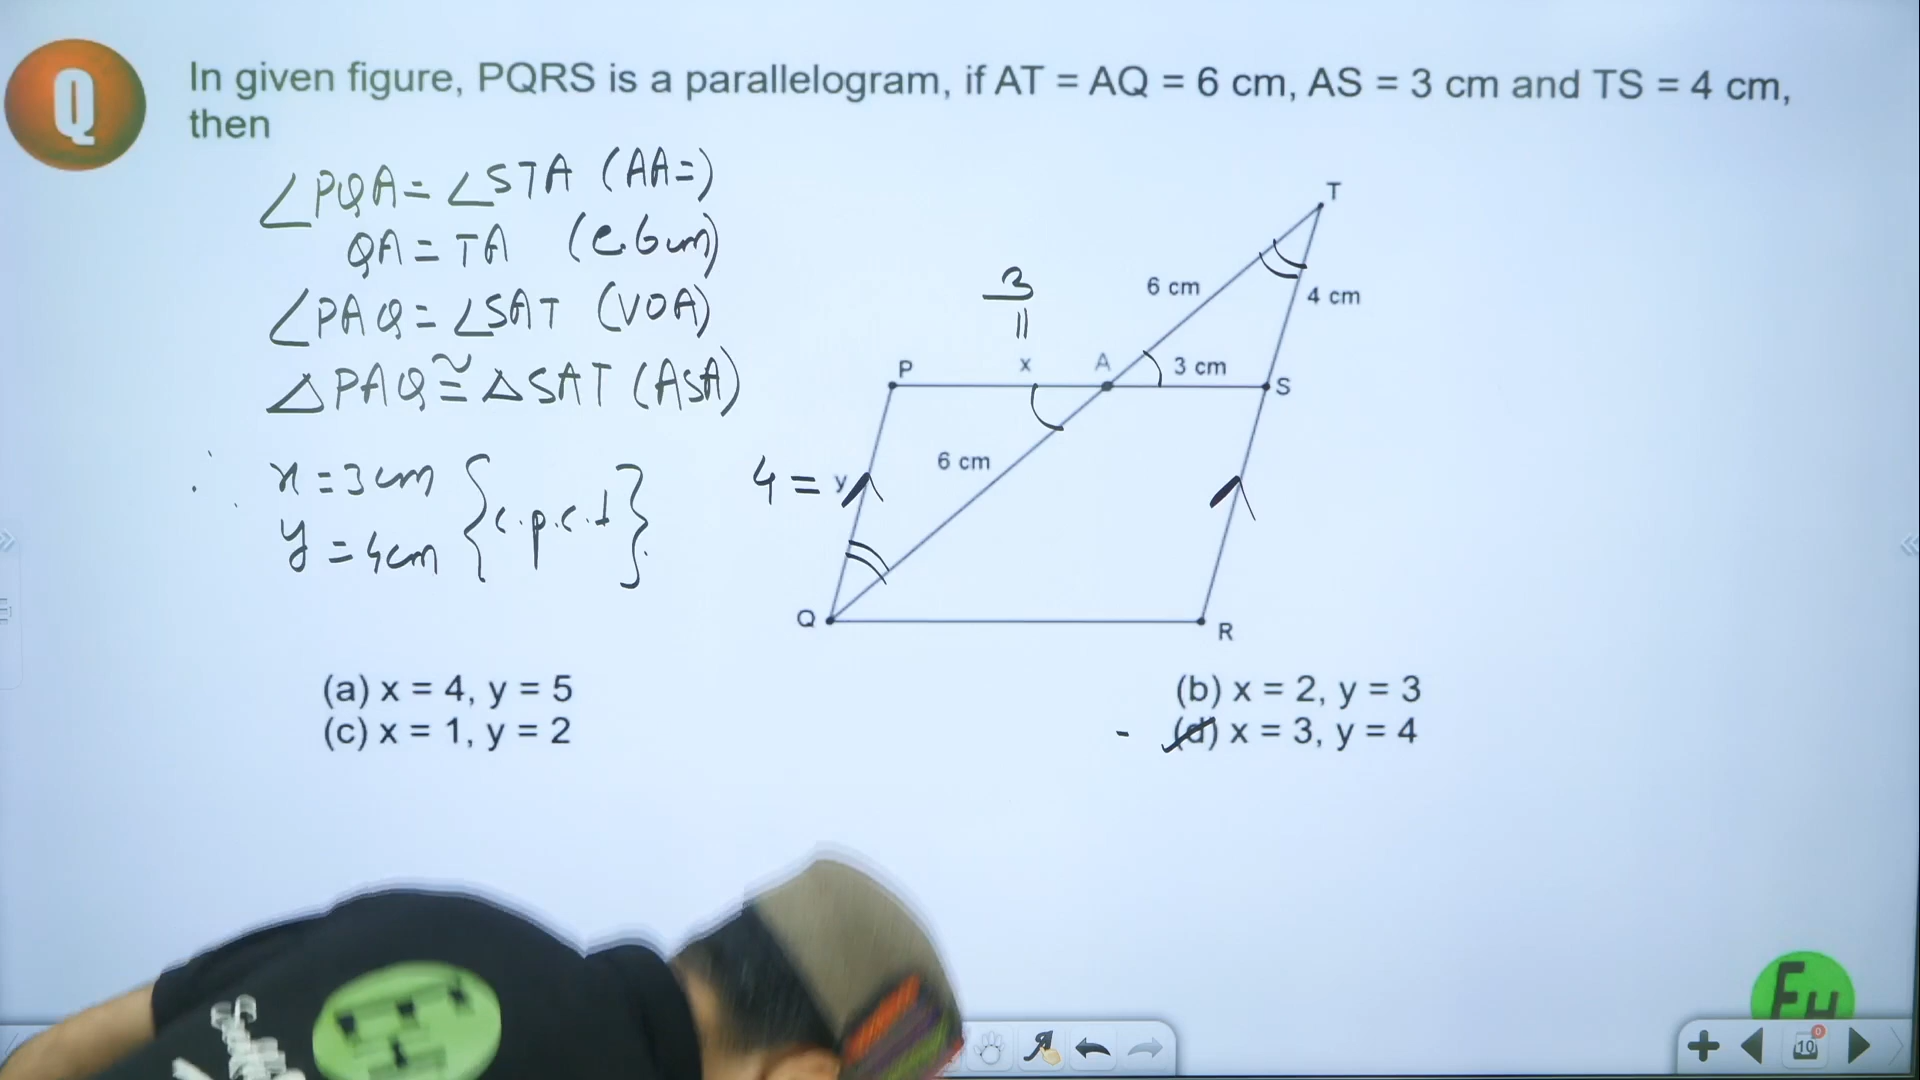 Q
In given figure, PQRS is a parallelogram, if AT = AQ = 6 cm, AS = 3 cm and TS = 4 cm,
then
∠PQA = ∠STA (AA=)
QA = TA (e.6cm)
∠PAQ = ∠SAT (VOA)
△PAQ ≅ △SAT (ASA)
∴ x = 3cm
y = 4cm {c.p.c.t}
T
6 cm
4 cm
3
=
P
x
A
3 cm
S
6 cm
4 = y
Q
R
(a) x = 4, y = 5
(b) x = 2, y = 3
(c) x = 1, y = 2
- (d) x = 3, y = 4
10
0